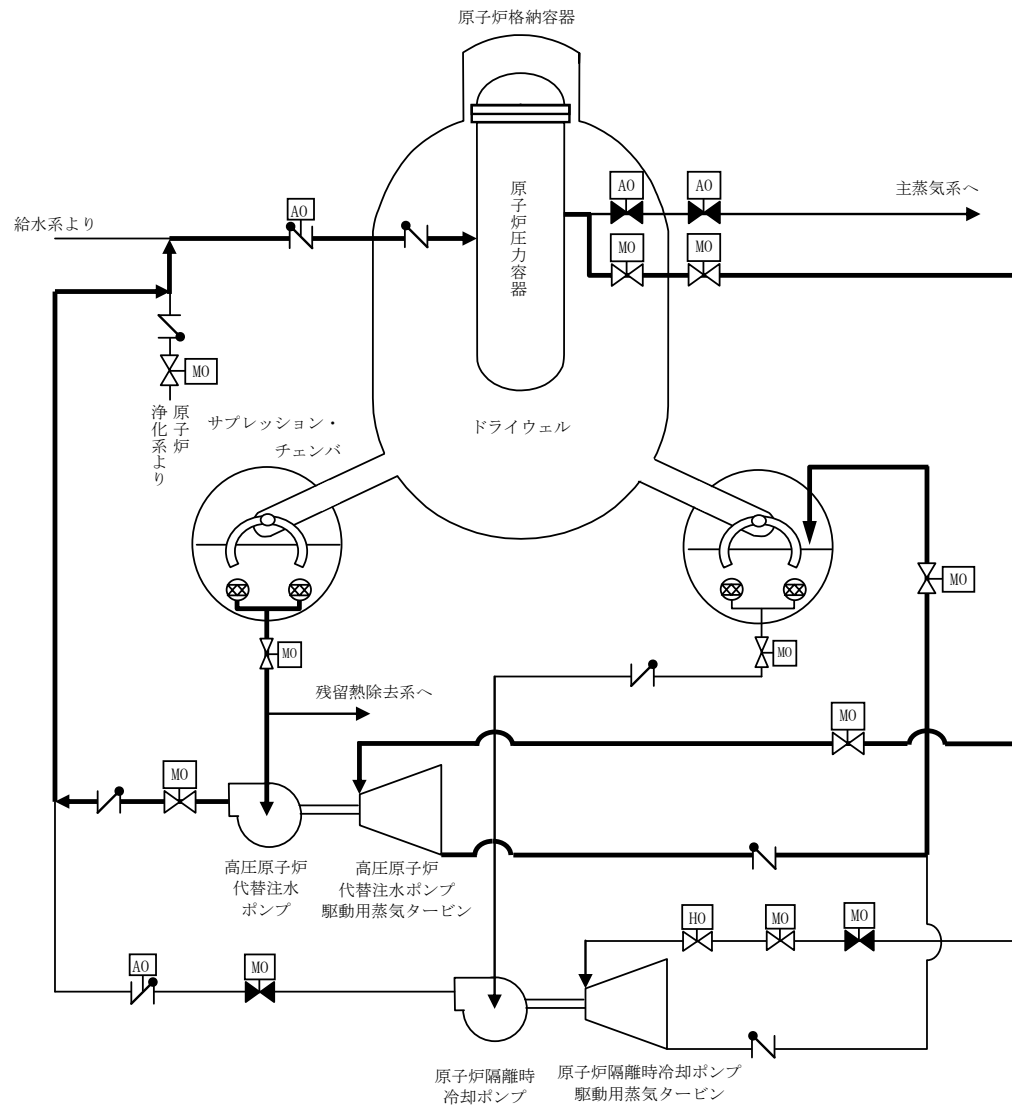 原子炉格納容器
原子炉圧力容器
AO
AO
主蒸気系へ
給水系より
AO
MO
MO
MO
原子炉
浄化系より
サプレッション・
チェンバ
ドライウェル
MO
MO
MO
残留熱除去系へ
MO
MO
高圧原子炉
代替注水
ポンプ
高圧原子炉
代替注水ポンプ
駆動用蒸気タービン
HO
MO
MO
AO
MO
原子炉隔離時
冷却ポンプ
原子炉隔離時冷却ポンプ
駆動用蒸気タービン